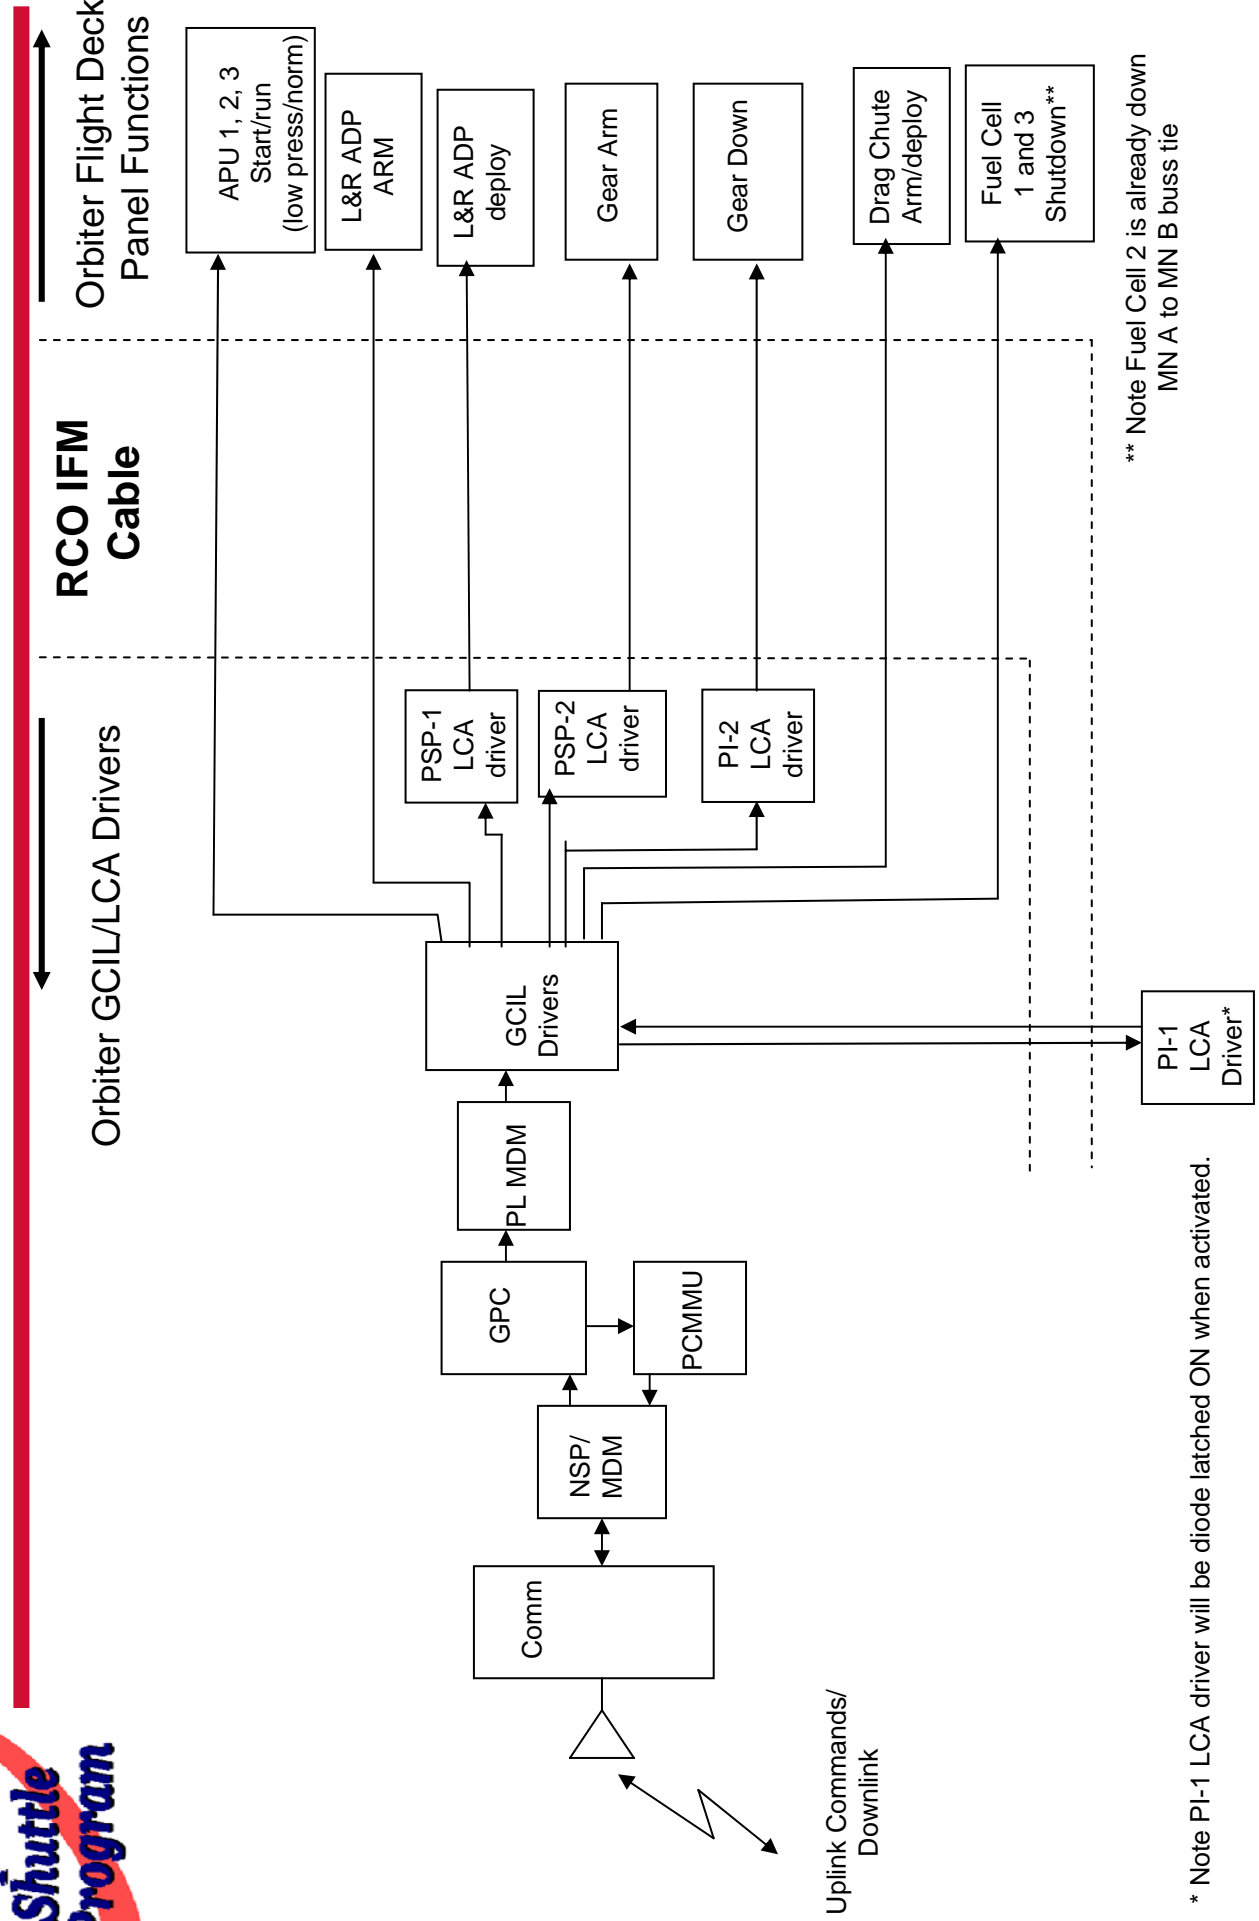 Shuttle
Program
Orbiter GCIL/LCA Drivers
RCO IFM
Cable
Orbiter Flight Deck
Panel Functions
Uplink Commands/
Downlink
Comm
NSP/
MDM
GPC
PCMMU
PL MDM
GCIL
Drivers
PSP-1
LCA
driver
PSP-2
LCA
driver
PI-2
LCA
driver
PI-1
LCA
Driver*
APU 1, 2, 3
Start/run
(low press/norm)
L&R ADP
ARM
L&R ADP
deploy
Gear Arm
Gear Down
Drag Chute
Arm/deploy
Fuel Cell
1 and 3
Shutdown**
** Note Fuel Cell 2 is already down
MN A to MN B buss tie
* Note PI-1 LCA driver will be diode latched ON when activated.